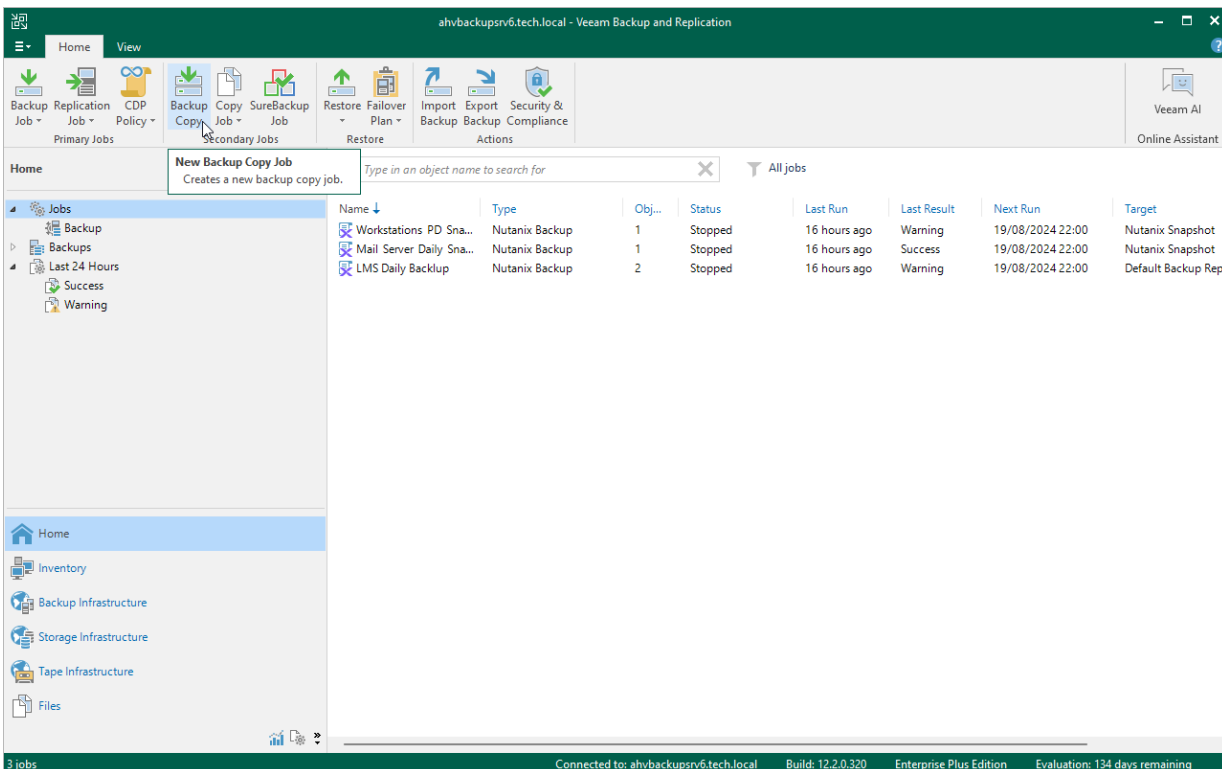 ahvbackupsrv6.tech.local - Veeam Backup and Replication
Home View
?
Backup Job Replication Job CDP Policy Backup Copy Copy Job SureBackup Job Restore Failover Plan Import Backup Export Backup Security & Compliance Veeam AI
Primary Jobs Secondary Jobs Restore Actions Online Assistant
New Backup Copy Job
Creates a new backup copy job.
Home
Type in an object name to search for
All jobs
Jobs
Backup
Backups
Last 24 Hours
Success
Warning
Name Type Obj... Status Last Run Last Result Next Run Target
Workstations PD Sna... Nutanix Backup 1 Stopped 16 hours ago Warning 19/08/2024 22:00 Nutanix Snapshot
Mail Server Daily Sna... Nutanix Backup 1 Stopped 16 hours ago Success 19/08/2024 22:00 Nutanix Snapshot
LMS Daily Backlup Nutanix Backup 2 Stopped 16 hours ago Warning 19/08/2024 22:00 Default Backup Rep
Home
Inventory
Backup Infrastructure
Storage Infrastructure
Tape Infrastructure
Files
3 jobs Connected to: ahvbackupsrv6.tech.local Build: 12.2.0.320 Enterprise Plus Edition Evaluation: 134 days remaining